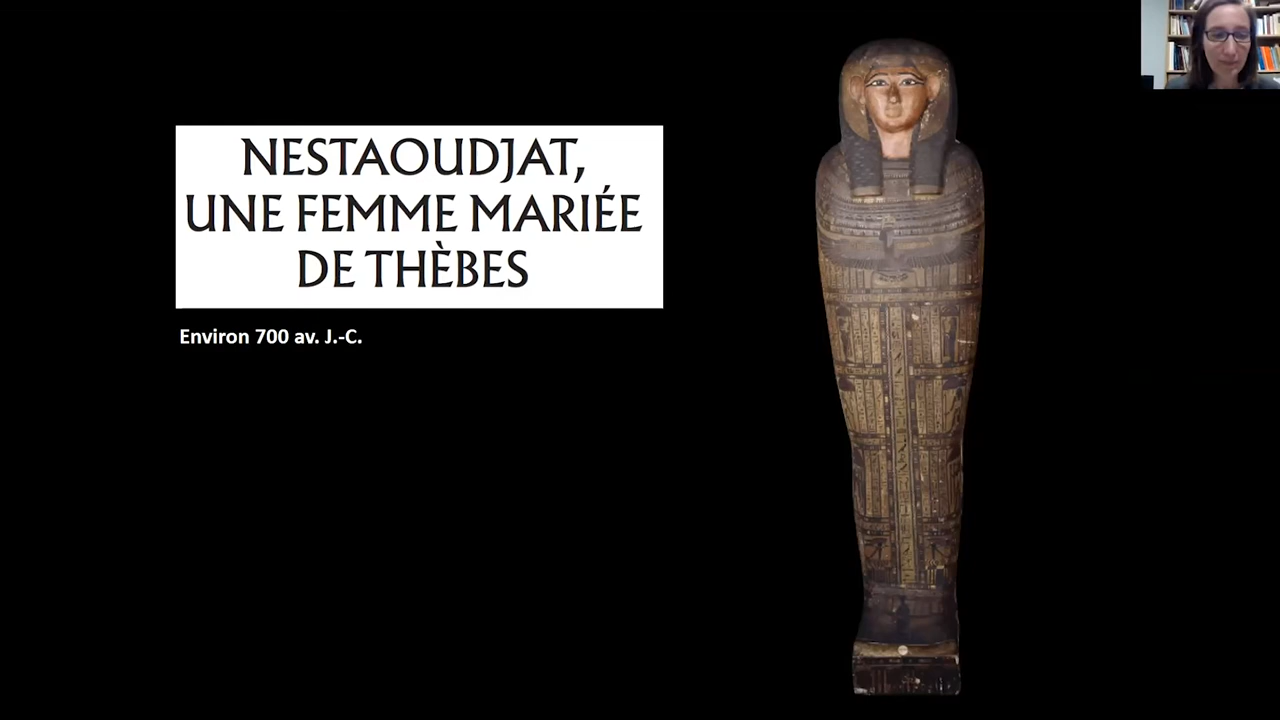 NESTAOUDJAT,
UNE FEMME MARIÉE
DE THÈBES
Environ 700 av. J.-C.